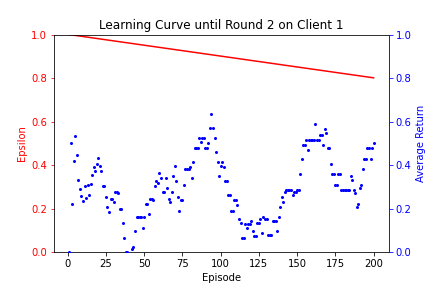 Learning Curve until Round 2 on Client 1
1.0 1.0
0.8 0.8
0.6 0.6
0.4 0.4
0.2 0.2
0.0 0.0
Epsilon
Average Return
0 25 50 75 100 125 150 175 200
Episode